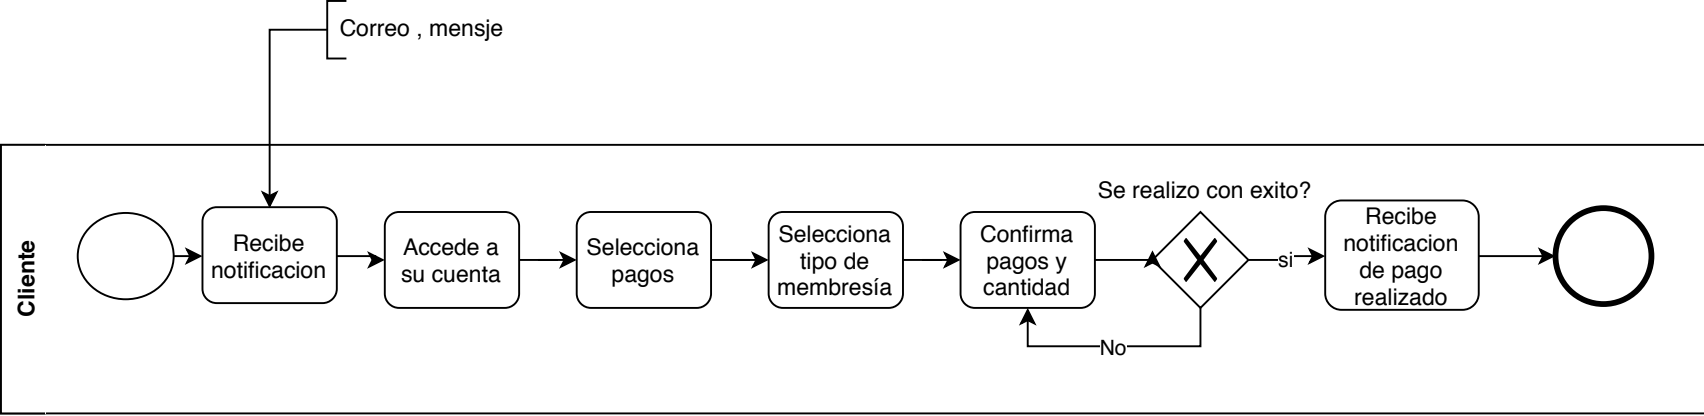 Correo , mensje
Cliente
Recibe
notificacion
Accede a
su cuenta
Selecciona
pagos
Selecciona
tipo de
membresía
Confirma
pagos y
cantidad
Se realizo con exito?
si
No
Recibe
notificacion
de pago
realizado